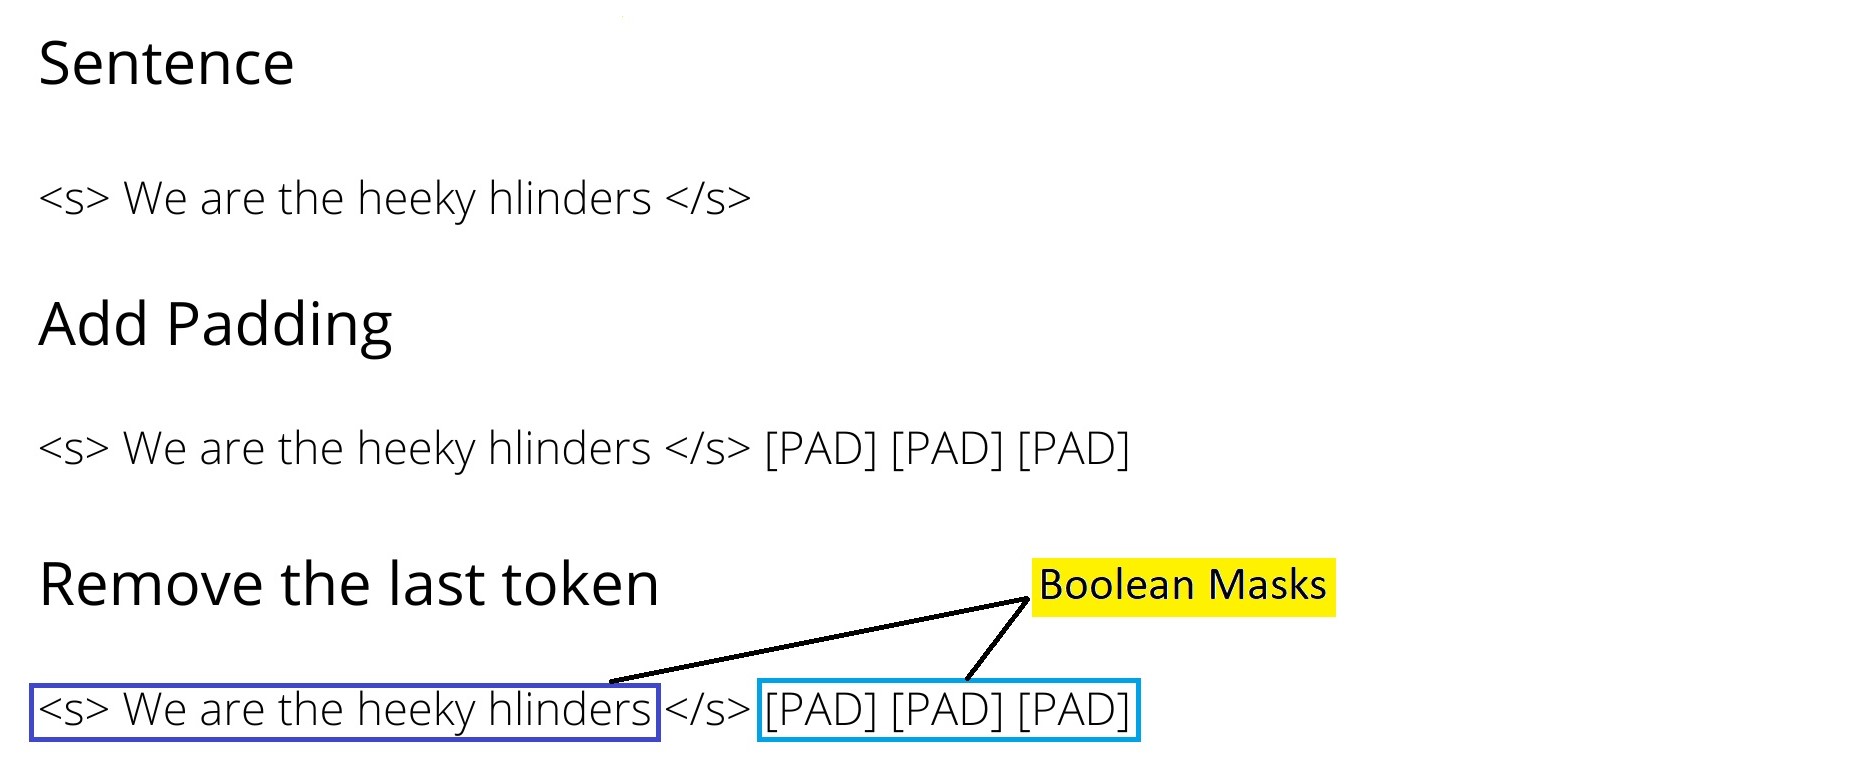 Sentence
<s> We are the heeky hlinders </s>
Add Padding
<s> We are the heeky hlinders </s> [PAD] [PAD] [PAD]
Remove the last token
Boolean Masks
<s> We are the heeky hlinders </s> [PAD] [PAD] [PAD]